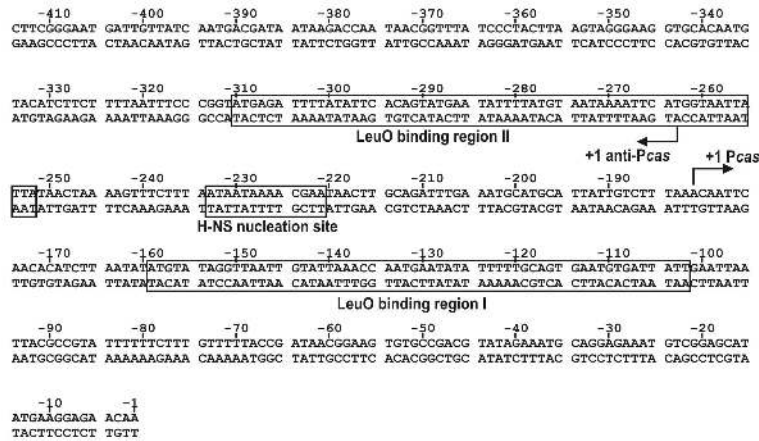 -410 -400 -390 -380 -370 -360 -350 -340
CTTCGGGAAT GATTGTTATC AATGACGATA ATAAGACCAA TAACGGTTTA TCCCTACTTA AGTAGGGAAG GTGCACAATG
GAAGCCCTTA CTAACAATAG TTACTGCTAT TATTCTGGTT ATTGCCAAAT AGGGATGAAT TCATCCCTTC CACGTGTTAC
-330 -320 -310 -300 -290 -280 -270 -260
TACATCTTCT TTTAATTTCC CGGTATGAGA TTTTATATTC ACAGTATGAA TATTTTATGT AATAAAATTC ATGGTAATTA
ATGTAGAAGA AAATTAAAGG GCCATACTCT AAAATATAAG TGTCATACTT ATAAAATACA TTATTTTAAG TACCATTAAT
LeuO binding region II
+1 anti-Pcas
+1 Pcas
-250 -240 -230 -220 -210 -200 -190 -180
TTATAACTAA AAGTTTCTTTA AATAATAAAA CGAATAACTT GCAGATTTGA AATGCATGCA TTATTGTCTT TAAACAATTC
AATATTGATT TTCAAAGAAAT TTATTATTTT GCTTATTGAA CGTCTAAACT TTACGTACGT AATAACAGAA ATTTGTTAAG
H-NS nucleation site
-170 -160 -150 -140 -130 -120 -110 -100
AACACATCTT AATATATGTA TAGGTTAATT GTATTAAACC AATGAATATA TTTTTGCAGT GAATGTGATT ATTGAATTAA
TTGTGTAGAA TTATATACAT ATCCAATTAA CATAATTTGG TTACTTATAT AAAAACGTCA CTTACACTAA TAACTTAATT
LeuO binding region I
-90 -80 -70 -60 -50 -40 -30 -20
TTACGCCGTA TTTTTTCTTT GTTTTTACCG ATAACGGAAG TGTGCCGACG TATAGAAATG CAGGAGAAAT GTCGGAGCAT
AATGCGGCAT AAAAAAGAAA CAAAAATGGC TATTGCCTTC ACACGGCTGC ATATCTTTAC GTCCTCTTTA CAGCCTCGTA
-10 -1
ATGAAGGAGA ACAA
TACTTCCTCT TGTT